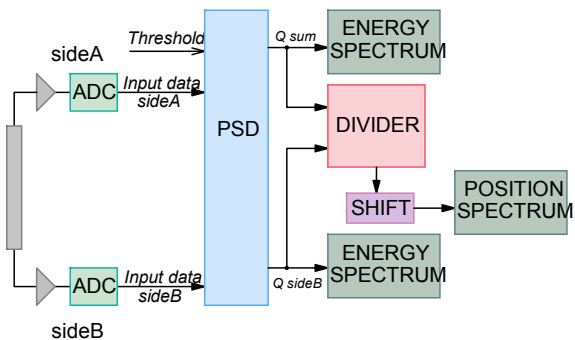 sideA
Threshold
Q sum
ENERGY
SPECTRUM
ADC
Input data
sideA
PSD
DIVIDER
SHIFT
POSITION
SPECTRUM
ADC
Input data
sideB
Q sideB
ENERGY
SPECTRUM
sideB